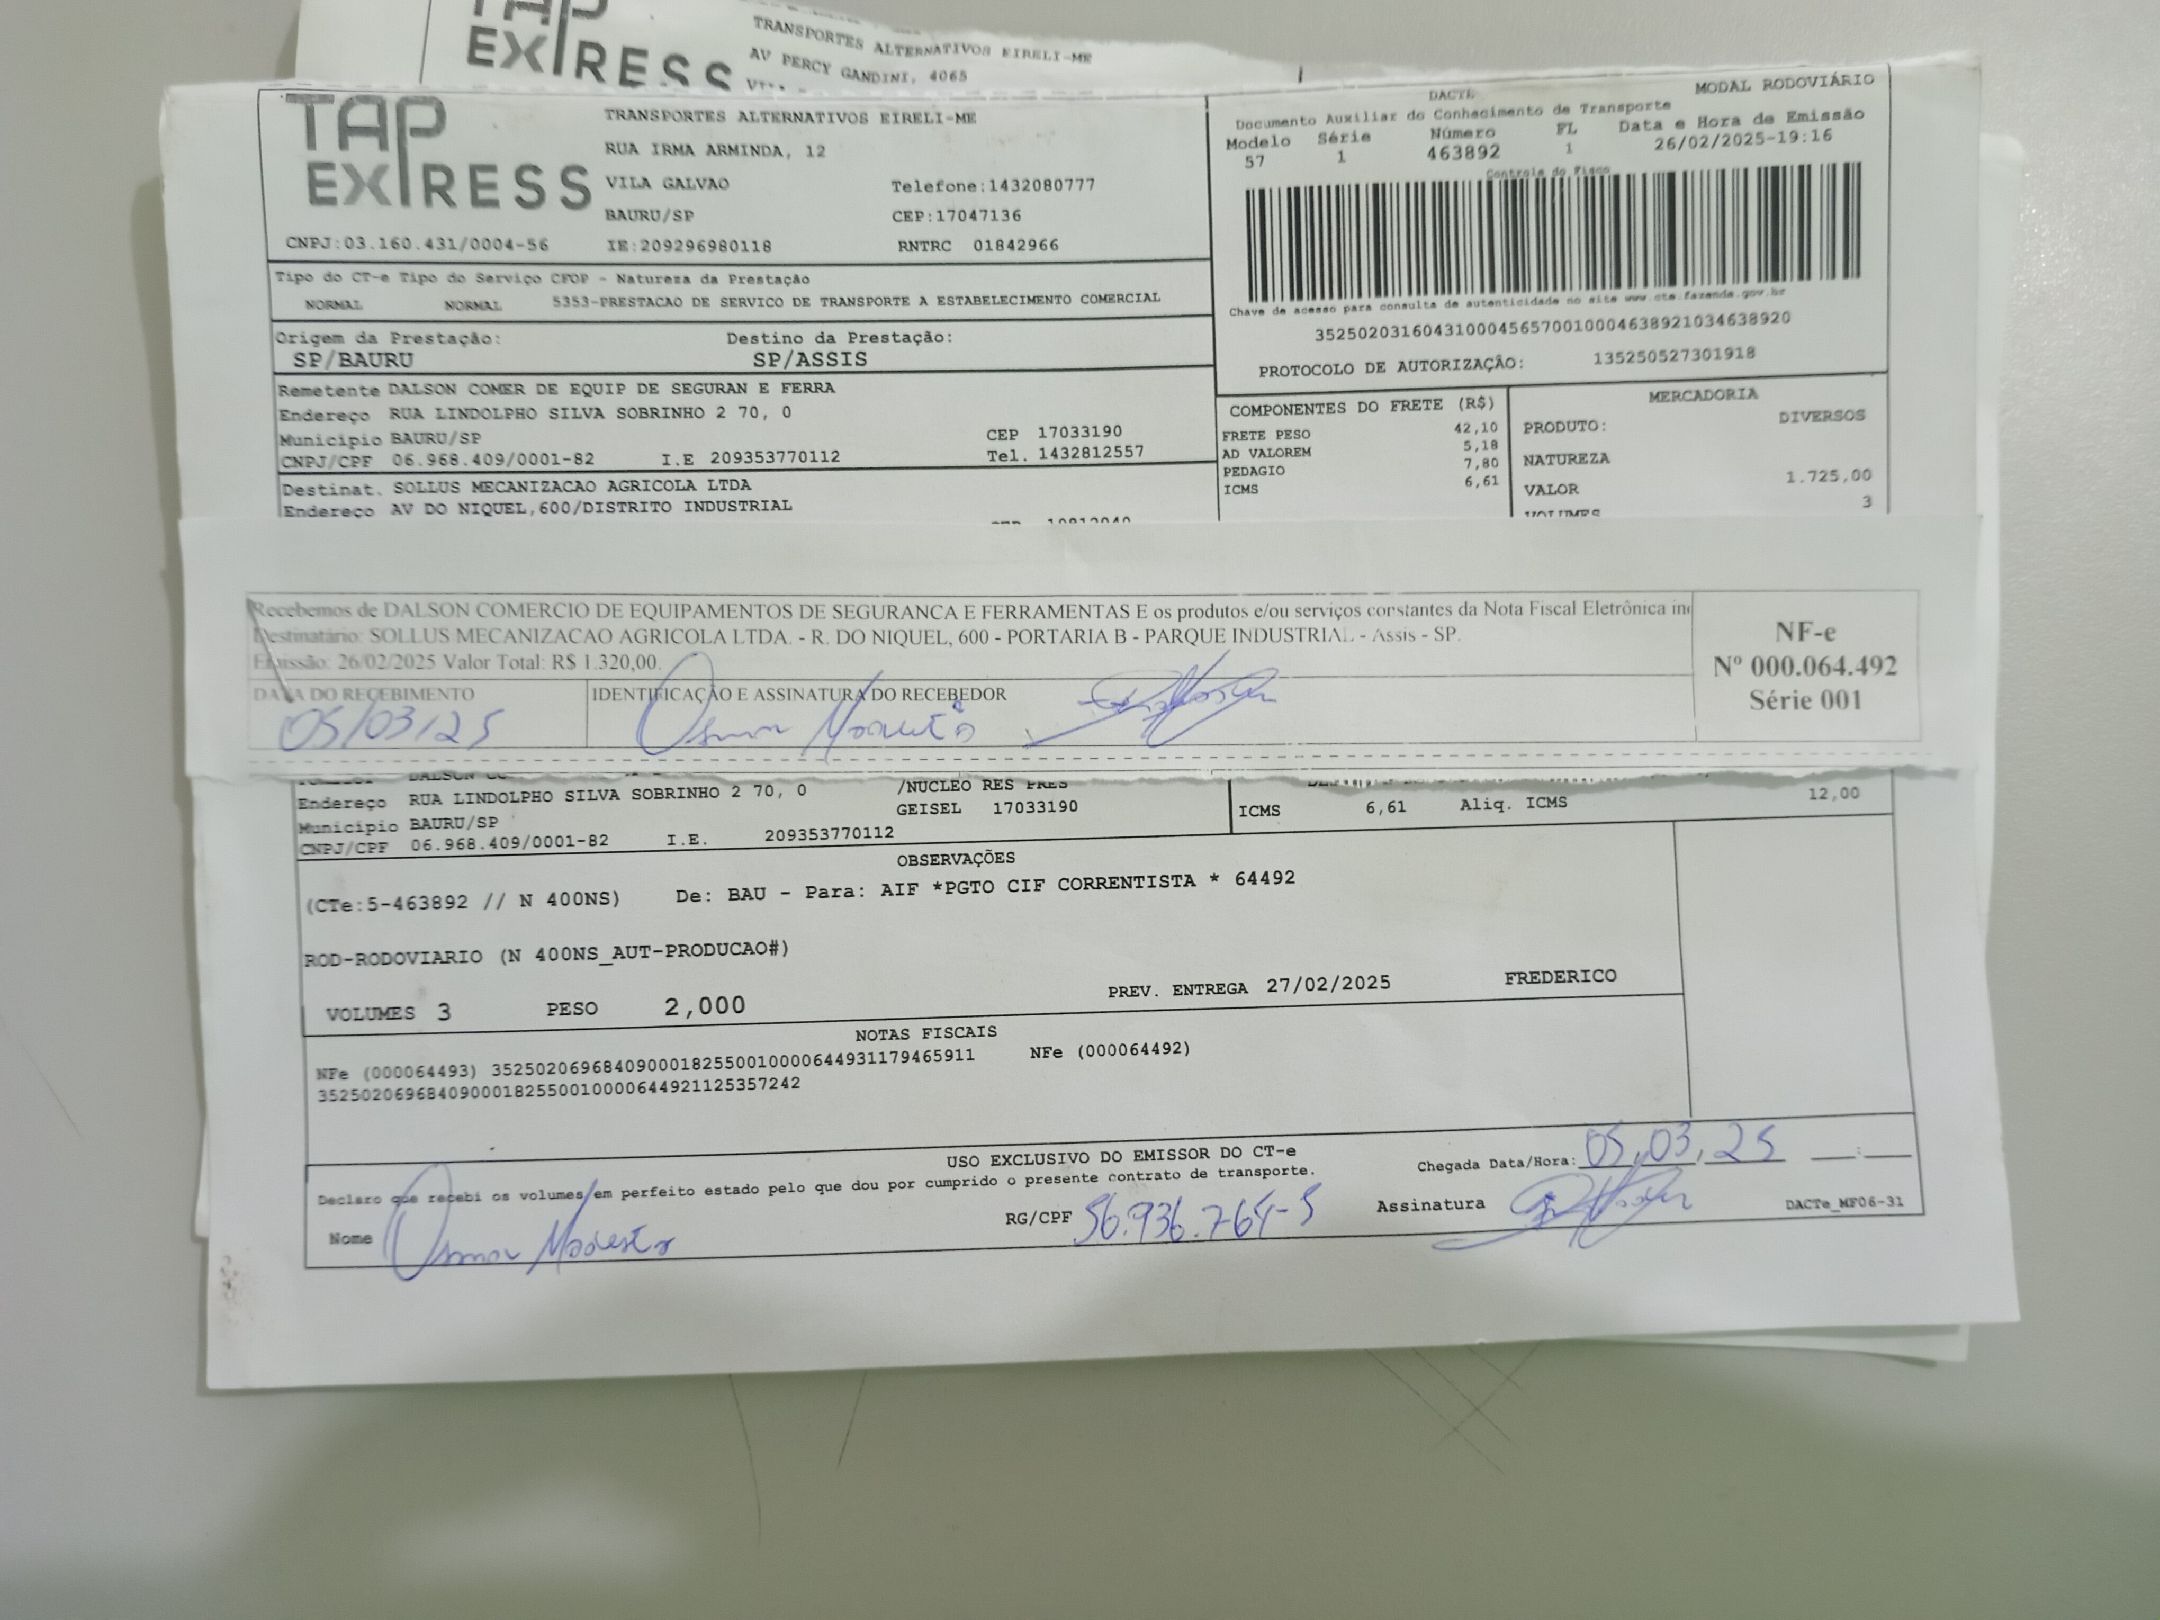 TAP
EXPRESS
TRANSPORTES ALTERNATIVOS EIRELI-ME
AV PERCY GANDINI, 4065
TAP
EXPRESS
TRANSPORTES ALTERNATIVOS EIRELI-ME
RUA IRMA ARMINDA, 12
VILA GALVAO Telefone:1432080777
BAURU/SP CEP:17047136
CNPJ:03.160.431/0004-56 IE:209296980118 RNTRC 01842966
DACTE MODAL RODOVIÁRIO
Documento Auxiliar do Conhecimento de Transporte
Modelo Série Número FL Data e Hora de Emissão
57 1 463892 1 26/02/2025-19:16
Controle do Fisco
Chave de acesso para consulta de autenticidade no site www.cte.fazenda.gov.br
35250203160431000456570010004638921034638920
PROTOCOLO DE AUTORIZAÇÃO: 135250527301918
Tipo do CT-e Tipo do Serviço CFOP - Natureza da Prestação
NORMAL NORMAL 5353-PRESTACAO DE SERVICO DE TRANSPORTE A ESTABELECIMENTO COMERCIAL
Origem da Prestação: Destino da Prestação:
SP/BAURU SP/ASSIS
Remetente DALSON COMER DE EQUIP DE SEGURAN E FERRA
Endereço RUA LINDOLPHO SILVA SOBRINHO 2 70, 0
Municipio BAURU/SP CEP 17033190
CNPJ/CPF 06.968.409/0001-82 I.E 209353770112 Tel. 1432812557
Destinat. SOLLUS MECANIZACAO AGRICOLA LTDA
Endereco AV DO NIQUEL,600/DISTRITO INDUSTRIAL
COMPONENTES DO FRETE (R$)
FRETE PESO 42,10
AD VALOREM 5,18
PEDAGIO 7,80
ICMS 6,61
MERCADORIA
PRODUTO: DIVERSOS
NATUREZA
VALOR 1.725,00
VOLUMES 3
Recebemos de DALSON COMERCIO DE EQUIPAMENTOS DE SEGURANCA E FERRAMENTAS E os produtos e/ou serviços constantes da Nota Fiscal Eletrônica in
Destinatário: SOLLUS MECANIZACAO AGRICOLA LTDA. - R. DO NIQUEL, 600 - PORTARIA B - PARQUE INDUSTRIAL - Assis - SP.
Emissão: 26/02/2025 Valor Total: R$ 1.320,00.
DATA DO RECEBIMENTO IDENTIFICAÇÃO E ASSINATURA DO RECEBEDOR
05/03/25 Osmar Modesto
NF-e
Nº 000.064.492
Série 001
Endereço RUA LINDOLPHO SILVA SOBRINHO 2 70, 0 /NUCLEO RES PRES
Municipio BAURU/SP GEISEL 17033190
CNPJ/CPF 06.968.409/0001-82 I.E. 209353770112
ICMS 6,61 Aliq. ICMS 12,00
OBSERVAÇÕES
(CTe:5-463892 // N 400NS) De: BAU - Para: AIF *PGTO CIF CORRENTISTA * 64492
ROD-RODOVIARIO (N 400NS_AUT-PRODUCAO#)
VOLUMES 3 PESO 2,000 PREV. ENTREGA 27/02/2025 FREDERICO
NOTAS FISCAIS
NFe (000064493) 35250206968409000182550010000644931179465911 NFe (000064492)
35250206968409000182550010000644921125357242
USO EXCLUSIVO DO EMISSOR DO CT-e
Declaro que recebi os volumes em perfeito estado pelo que dou por cumprido o presente contrato de transporte.
Chegada Data/Hora: 05,03,25 __:__
Nome Osmar Modesto RG/CPF 56.936.764-5 Assinatura DACTe_MF06-31